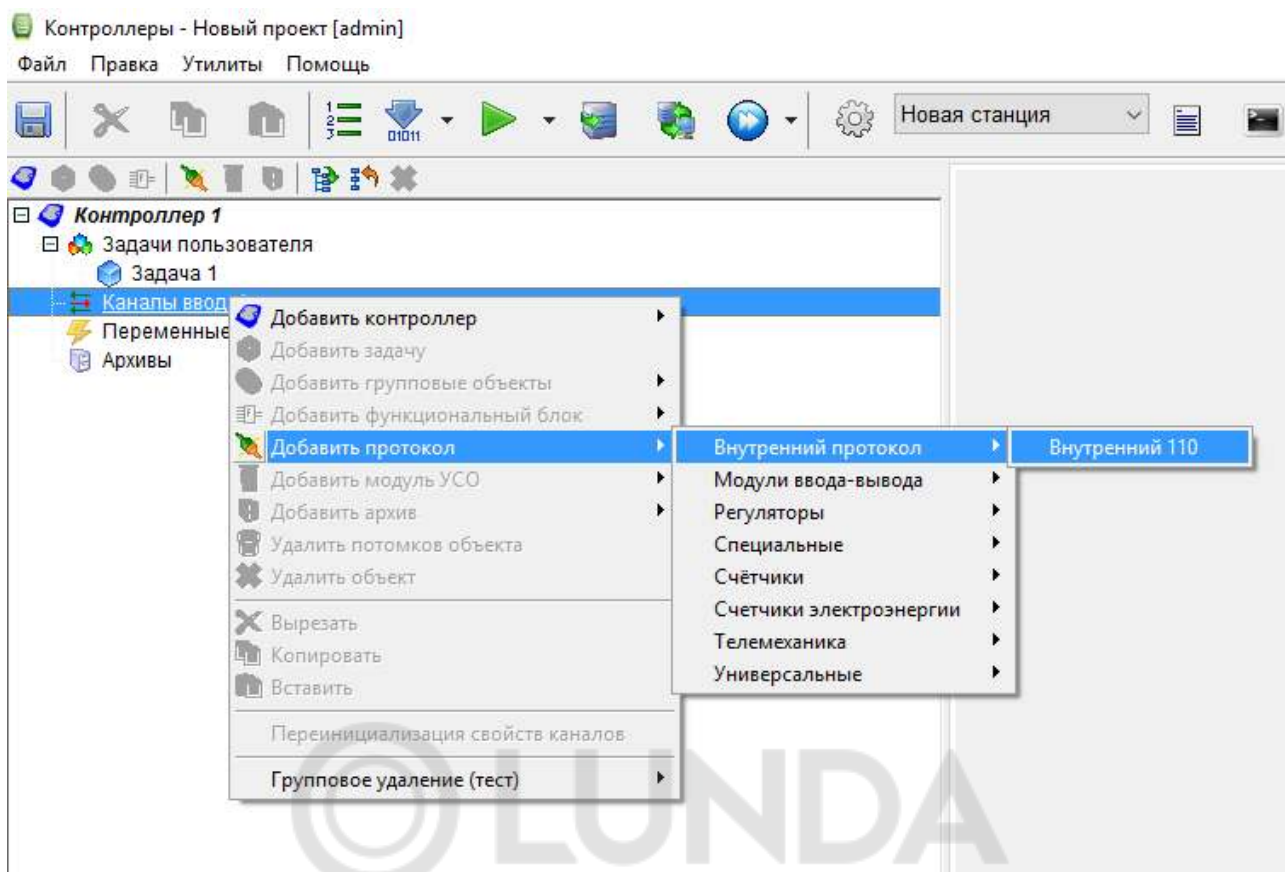 Контроллеры - Новый проект [admin]
Файл Правка Утилиты Помощь
Новая станция
Контроллер 1
Задачи пользователя
Задача 1
Каналы ввод
Переменные
Архивы
Добавить контроллер
Добавить задачу
Добавить групповые объекты
Добавить функциональный блок
Добавить протокол
Добавить модуль УСО
Добавить архив
Удалить потомков объекта
Удалить объект
Вырезать
Копировать
Вставить
Переинициализация свойств каналов
Групповое удаление (тест)
Внутренний протокол
Модули ввода-вывода
Регуляторы
Специальные
Счётчики
Счетчики электроэнергии
Телемеханика
Универсальные
Внутренний 110
LUNDA